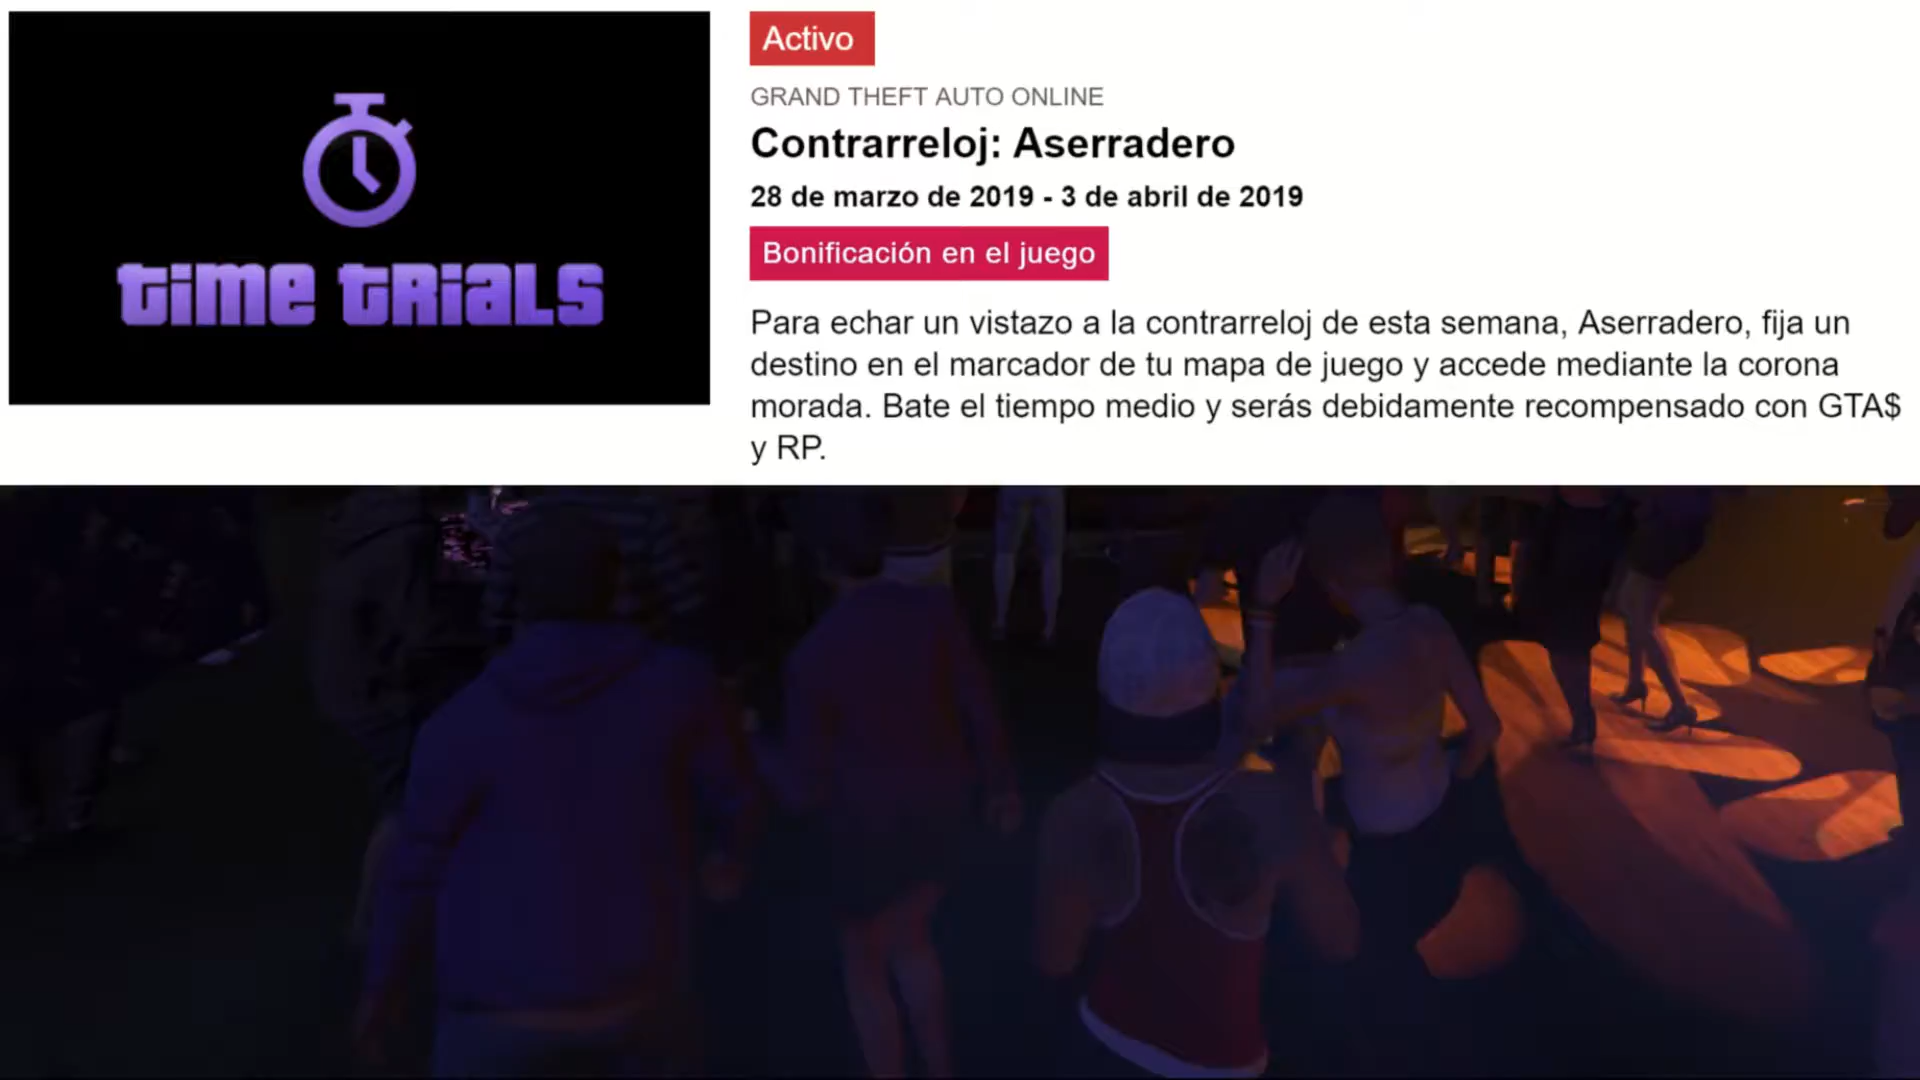 time trials
Activo
GRAND THEFT AUTO ONLINE
Contrarreloj: Aserradero
28 de marzo de 2019 - 3 de abril de 2019
Bonificación en el juego
Para echar un vistazo a la contrarreloj de esta semana, Aserradero, fija un
destino en el marcador de tu mapa de juego y accede mediante la corona
morada. Bate el tiempo medio y serás debidamente recompensado con GTA$
y RP.